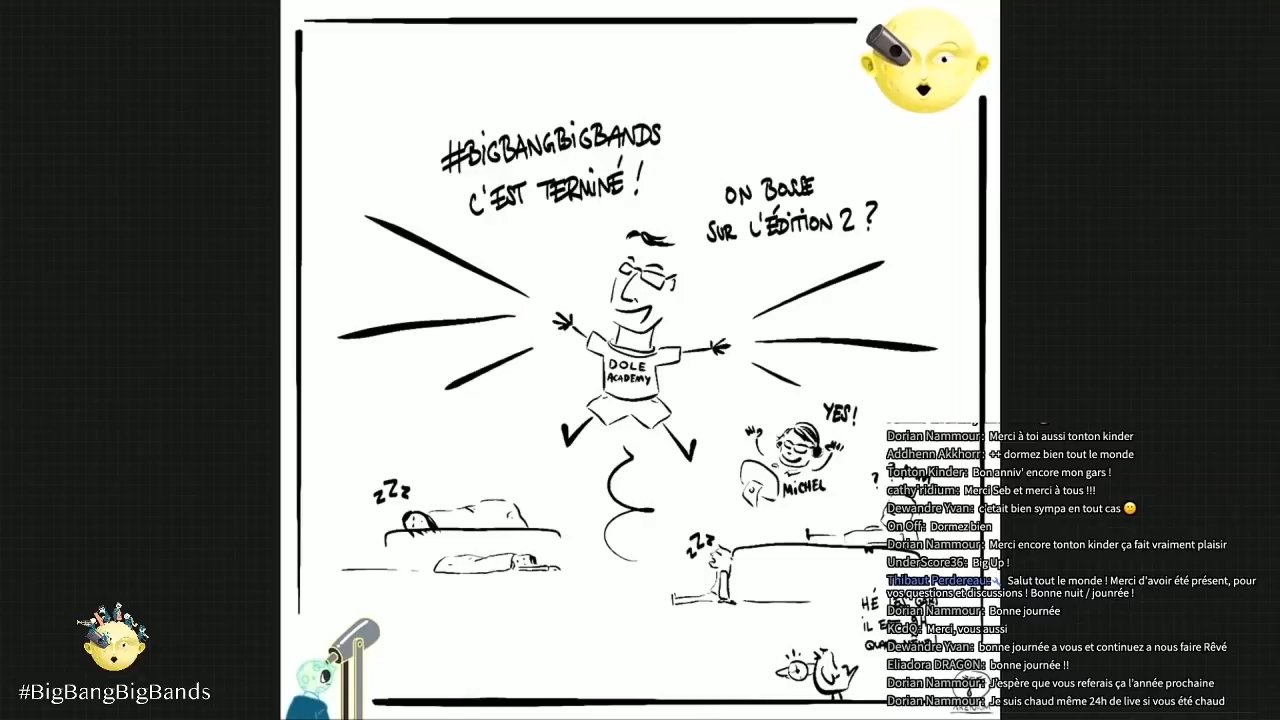 #BIGBANGBIGBANDS
C'EST TERMINÉ !
ON BOSSE
SUR L'ÉDITION 2 ?
DOLE
ACADEMY
YES!
MICHEL
zZz
zZz
Dorian Nammour: Merci à toi aussi tonton kinder
Addhenn Akkhorr: ++ dormez bien tout le monde
Tonton Kinder: Bon anniv' encore mon gars !
cathy'ridium: Merci Seb et merci à tous !!!
Dewandre Yvan: c'etait bien sympa en tout cas 🙂
On Off: Dormez bien
Dorian Nammour: Merci encore tonton kinder ça fait vraiment plaisir
UnderScore36: Big Up !
Thibaut Perdereau: Salut tout le monde ! Merci d'avoir été présent, pour
vos questions et discussions ! Bonne nuit / jounrée !
Dorian Nammour: Bonne journée
KCdQ: Merci, vous aussi
Dewandre Yvan: bonne journée a vous et continuez a nous faire Rêvé
Eliadora DRAGON: bonne journée !!
Dorian Nammour: J'espère que vous referais ça l'année prochaine
Dorian Nammour: Je suis chaud même 24h de live si vous été chaud
#BigBangBigBands